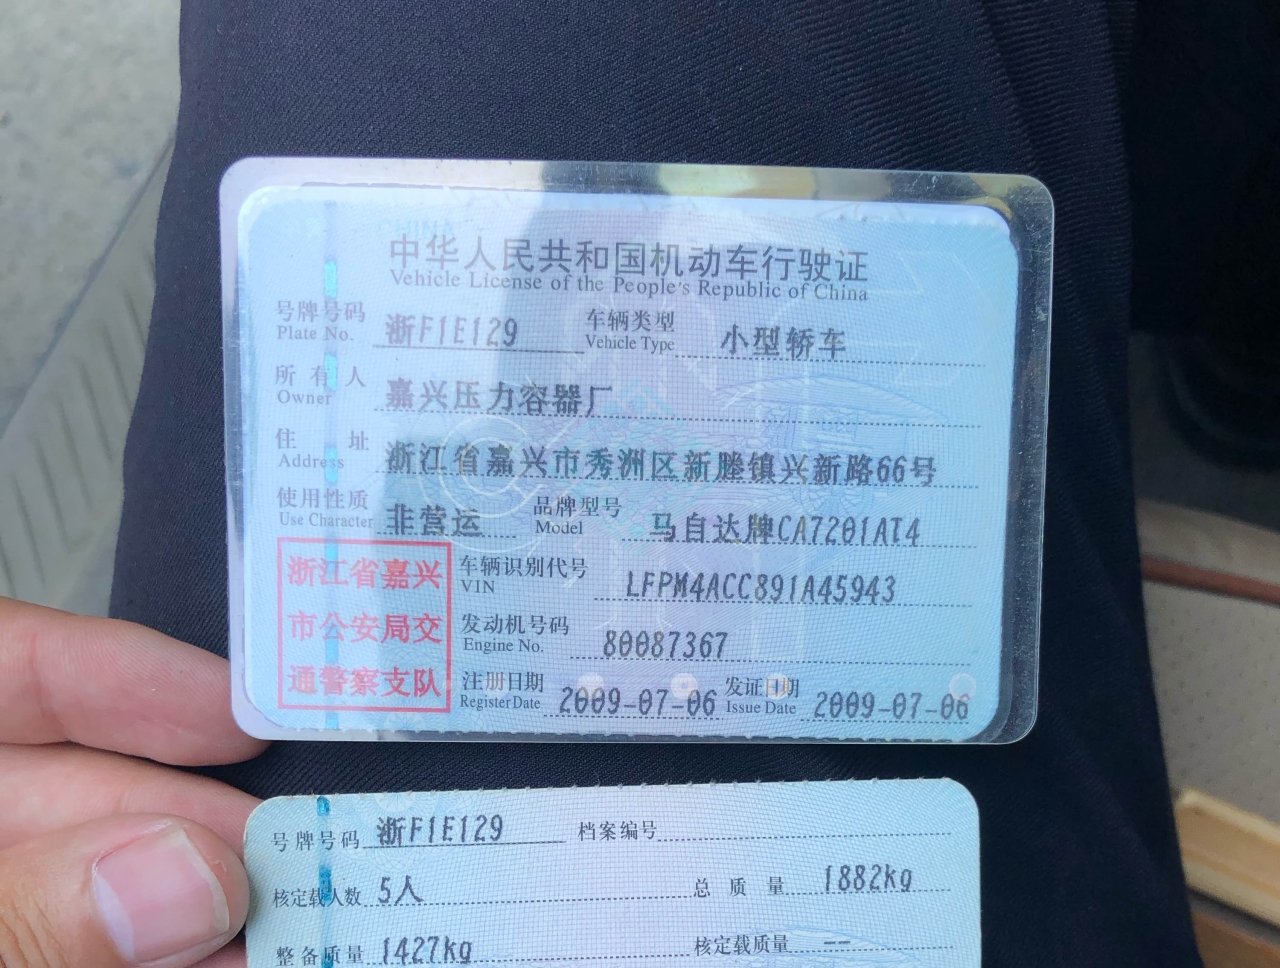 中华人民共和国机动车行驶证
Vehicle License of the People's Republic of China
号牌号码 浙F1E129 车辆类型 小型轿车
Plate No. Vehicle Type
所有人 嘉兴压力容器厂
Owner
住址 浙江省嘉兴市秀洲区新塍镇兴新路66号
Address
使用性质 非营运 品牌型号 马自达牌CA7201AT4
Use Character Model
浙江省嘉兴
市公安局交
通警察支队
车辆识别代号 LFPM4ACC891A45943
VIN
发动机号码 80087367
Engine No.
注册日期 2009-07-06 发证日期 2009-07-06
Register Date Issue Date
号牌号码 浙F1E129 档案编号
核定载人数 5人 总质量 1882kg
整备质量 1427kg 核定载质量 --